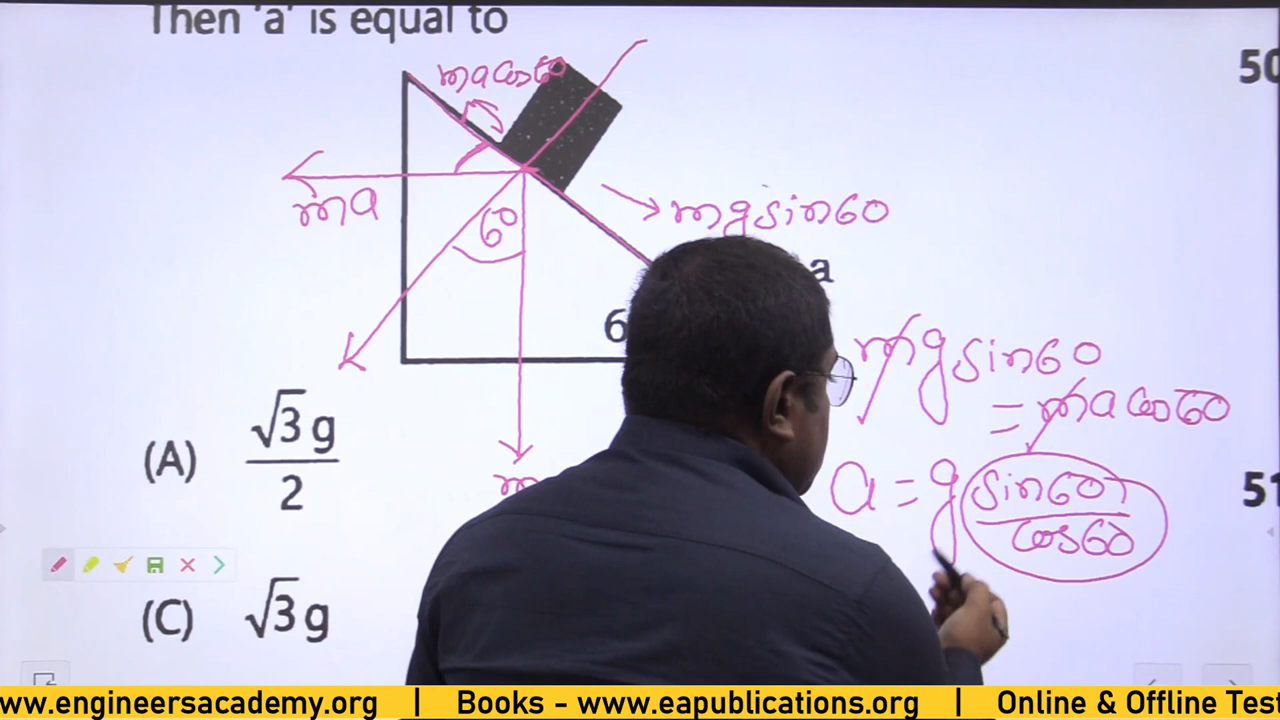 Then 'a' is equal to
50
macos60
ma
60
mgsin60
a
6
mgsin60
= macos60
a = g sin60
cos60
m
(A) √3g
2
51
(C) √3g
ww.engineersacademy.org | Books - www.eapublications.org | Online & Offline Test